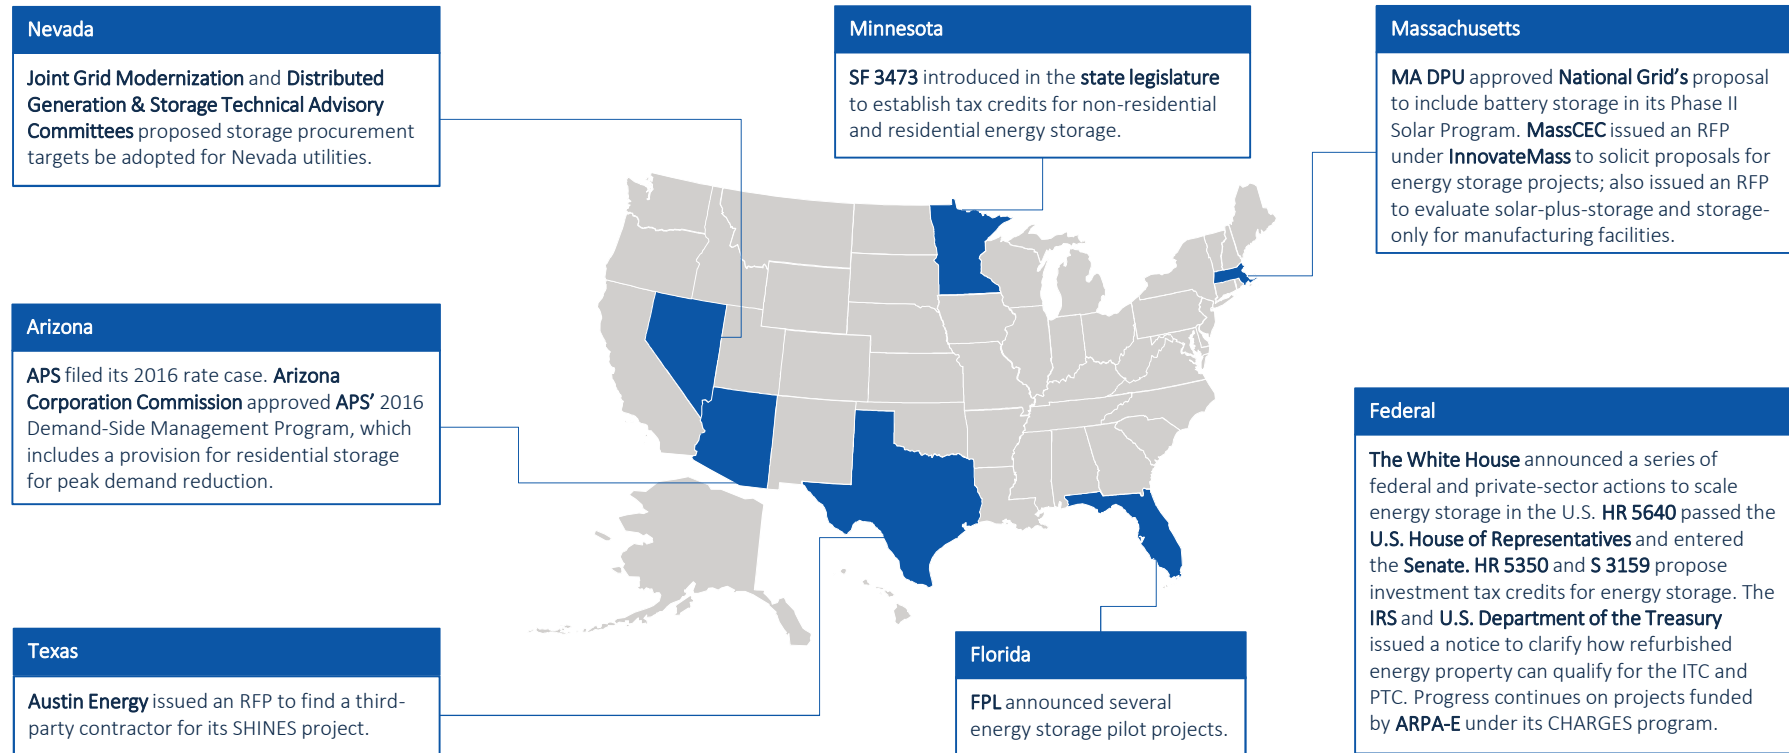 Nevada
Joint Grid Modernization and Distributed
Generation & Storage Technical Advisory
Committees proposed storage procurement
targets be adopted for Nevada utilities.
Minnesota
SF 3473 introduced in the state legislature
to establish tax credits for non-residential
and residential energy storage.
Massachusetts
MA DPU approved National Grid's proposal
to include battery storage in its Phase II
Solar Program. MassCEC issued an RFP
under InnovateMass to solicit proposals for
energy storage projects; also issued an RFP
to evaluate solar-plus-storage and storage-
only for manufacturing facilities.
Arizona
APS filed its 2016 rate case. Arizona
Corporation Commission approved APS' 2016
Demand-Side Management Program, which
includes a provision for residential storage
for peak demand reduction.
Federal
The White House announced a series of
federal and private-sector actions to scale
energy storage in the U.S. HR 5640 passed the
U.S. House of Representatives and entered
the Senate. HR 5350 and S 3159 propose
investment tax credits for energy storage. The
IRS and U.S. Department of the Treasury
issued a notice to clarify how refurbished
energy property can qualify for the ITC and
PTC. Progress continues on projects funded
by ARPA-E under its CHARGES program.
Texas
Austin Energy issued an RFP to find a third-
party contractor for its SHINES project.
Florida
FPL announced several
energy storage pilot projects.